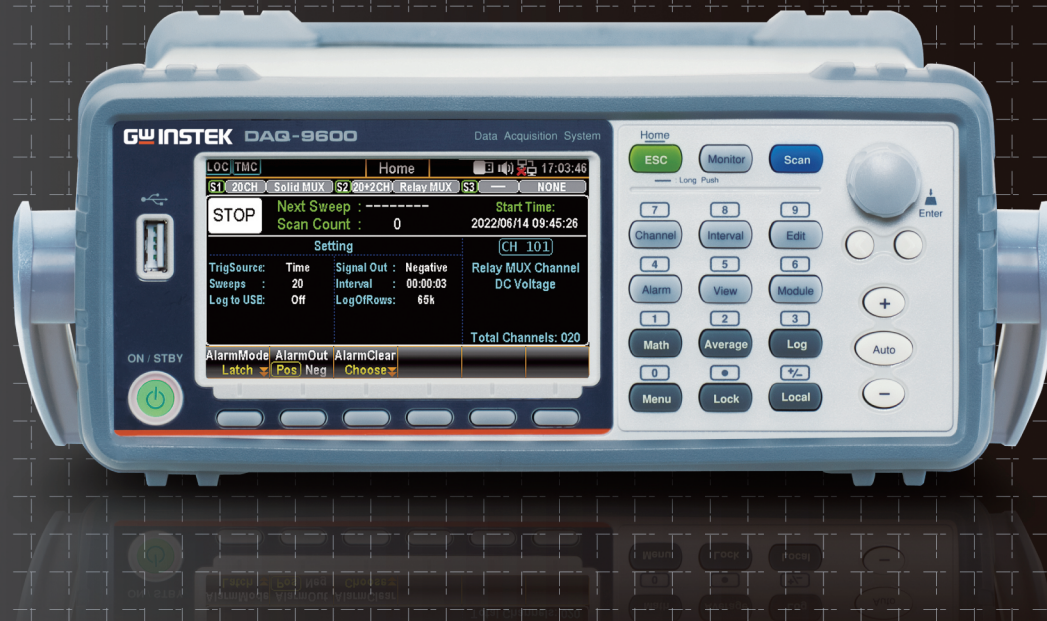 GW INSTEK DAQ-9600 Data Acquisition System
LOC TMC Home 17:03:46
S1 20CH Solid MUX S2 20+2CH Relay MUX S3 — NONE
STOP
Next Sweep : --------
Scan Count : 0
Start Time:
2022/06/14 09:45:26
Setting
TrigSource: Time Signal Out : Negative
Sweeps : 20 Interval : 00:00:03
Log to USB: Off LogOfRows: 65k
CH 101
Relay MUX Channel
DC Voltage
Total Channels: 020
AlarmMode AlarmOut AlarmClear
Latch Pos Neg Choose
ON / STBY
Home
ESC Monitor Scan
Long Push
7 8 9
Channel Interval Edit
4 5 6
Alarm View Module
1 2 3
Math Average Log
0 • +/-
Menu Lock Local
Enter
+
Auto
−